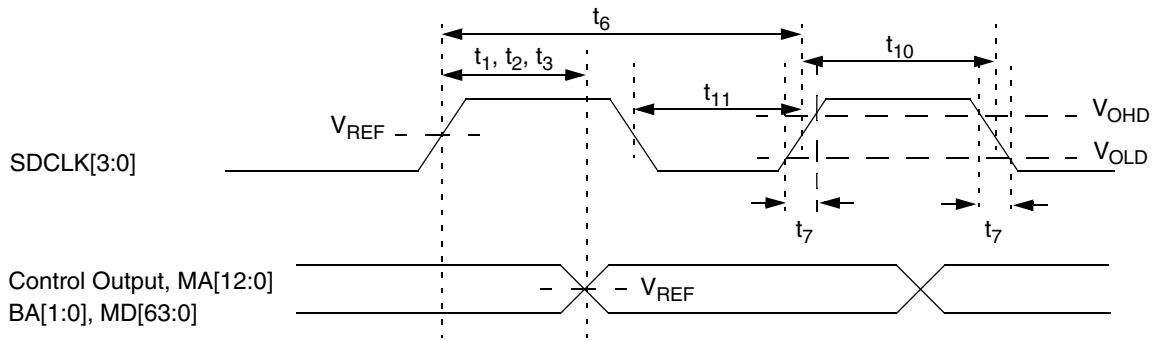 t6
t1, t2, t3
t10
t11
VREF
VOHD
SDCLK[3:0]
VOLD
t7
t7
Control Output, MA[12:0]
BA[1:0], MD[63:0]
VREF